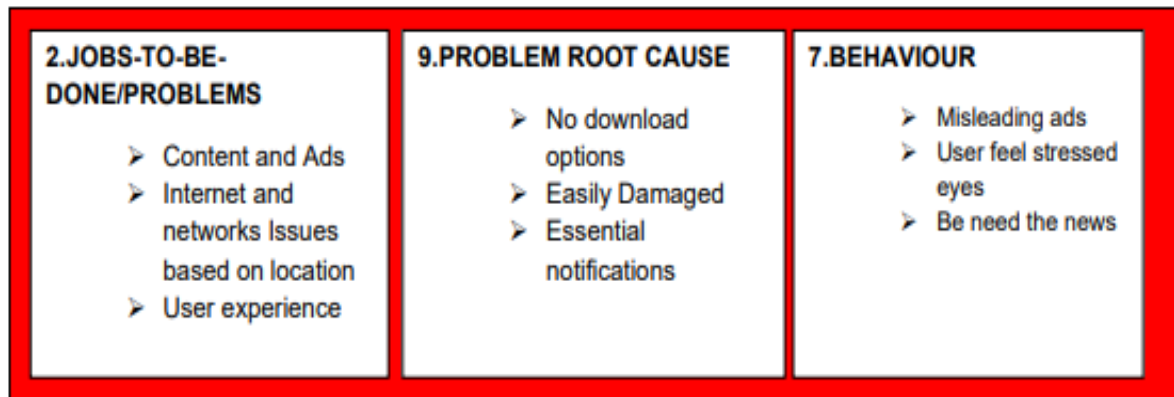 2.JOBS-TO-BE-
DONE/PROBLEMS
➢ Content and Ads
➢ Internet and
networks Issues
based on location
➢ User experience
9.PROBLEM ROOT CAUSE
➢ No download
options
➢ Easily Damaged
➢ Essential
notifications
7.BEHAVIOUR
➢ Misleading ads
➢ User feel stressed
eyes
➢ Be need the news